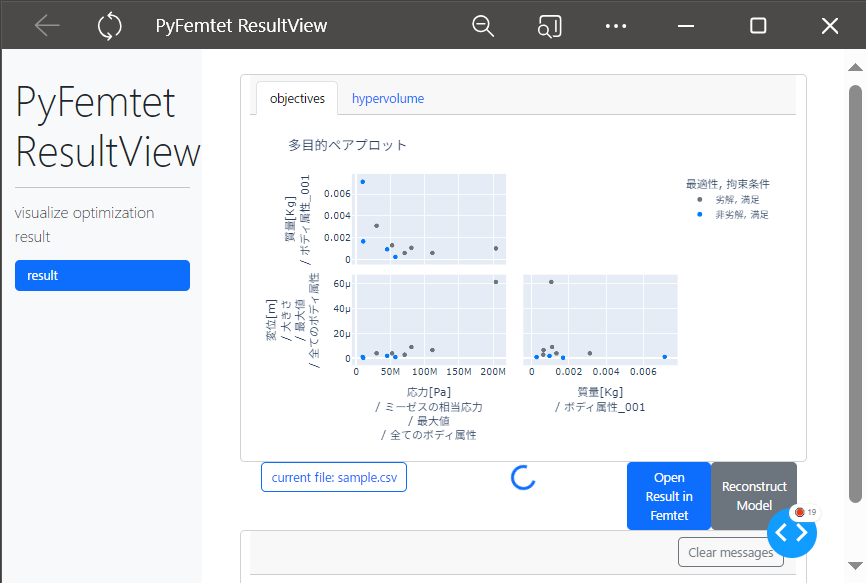 PyFemtet ResultView
PyFemtet
ResultView
visualize optimization
result
result
objectives
hypervolume
多目的ペアプロット
最適性, 拘束条件
劣解, 満足
非劣解, 満足
質量[Kg]
/ ボディ属性_001
0.006
0.004
0.002
0
変位[m]
/ 大きさ
/ 最大値
/ 全てのボディ属性
60μ
40μ
20μ
0
0
50M
100M
150M
200M
0
0.002
0.004
0.006
応力[Pa]
/ ミーゼスの相当応力
/ 最大値
/ 全てのボディ属性
質量[Kg]
/ ボディ属性_001
current file: sample.csv
Open
Result in
Femtet
Reconstruct
Model
19
Clear messages